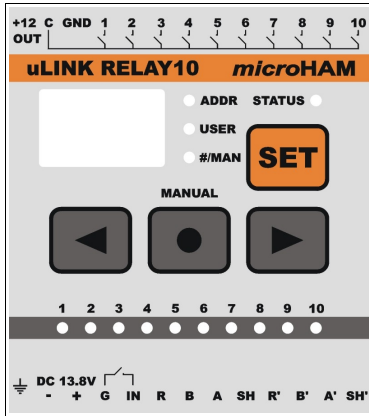 +12 C GND 1 2 3 4 5 6 7 8 9 10
OUT
uLINK RELAY10 microHAM
ADDR STATUS
USER
#/MAN SET
MANUAL
1 2 3 4 5 6 7 8 9 10
DC 13.8V
- + G IN R B A SH R' B' A' SH'